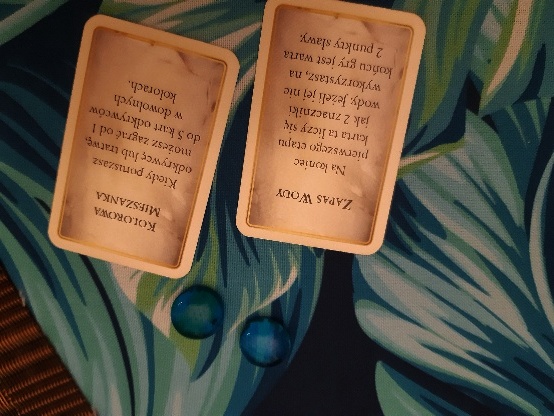 KOLOROWA
MIESZANKA
Kiedy poruszasz
odkrywcę lub tratwę,
możesz zagrać od 1
do 5 kart odkrywców
w dowolnych
kolorach.
ZAPAS WODY
Na koniec
pierwszego etapu
karta ta liczy się
jak 2 znaczniki
wody. Jeżeli jej nie
wykorzystasz, na
końcu gry jest warta
2 punkty sławy.